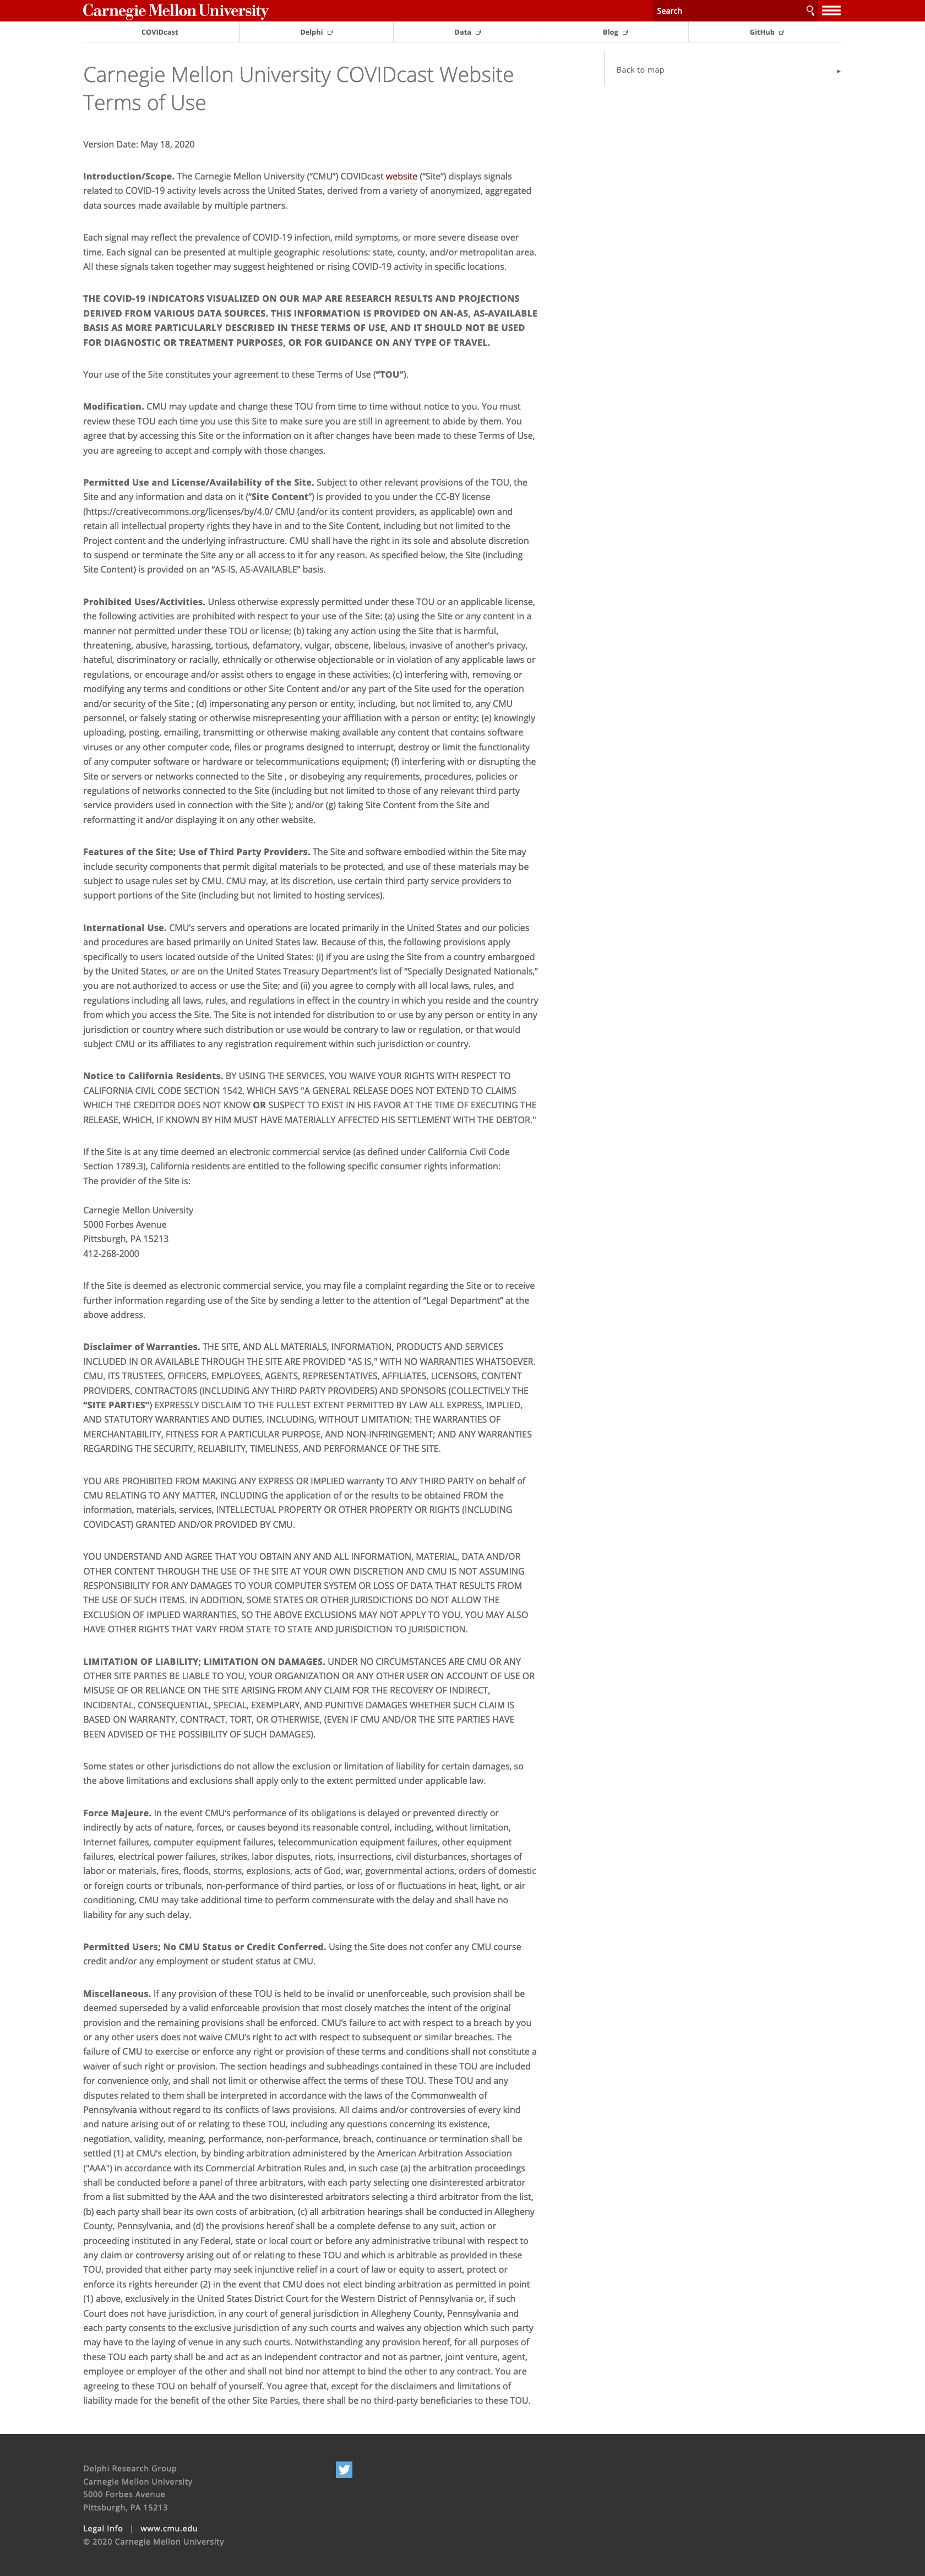 Carnegie Mellon University
Search
COVIDcast
Delphi
Data
Blog
GitHub
Carnegie Mellon University COVIDcast Website
Terms of Use
Back to map
Version Date: May 18, 2020
Introduction/Scope. The Carnegie Mellon University (“CMU”) COVIDcast website (“Site”) displays signals
related to COVID-19 activity levels across the United States, derived from a variety of anonymized, aggregated
data sources made available by multiple partners.
Each signal may reflect the prevalence of COVID-19 infection, mild symptoms, or more severe disease over
time. Each signal can be presented at multiple geographic resolutions: state, county, and/or metropolitan area.
All these signals taken together may suggest heightened or rising COVID-19 activity in specific locations.
THE COVID-19 INDICATORS VISUALIZED ON OUR MAP ARE RESEARCH RESULTS AND PROJECTIONS
DERIVED FROM VARIOUS DATA SOURCES. THIS INFORMATION IS PROVIDED ON AN-AS, AS-AVAILABLE
BASIS AS MORE PARTICULARLY DESCRIBED IN THESE TERMS OF USE, AND IT SHOULD NOT BE USED
FOR DIAGNOSTIC OR TREATMENT PURPOSES, OR FOR GUIDANCE ON ANY TYPE OF TRAVEL.
Your use of the Site constitutes your agreement to these Terms of Use (“TOU”).
Modification. CMU may update and change these TOU from time to time without notice to you. You must
review these TOU each time you use this Site to make sure you are still in agreement to abide by them. You
agree that by accessing this Site or the information on it after changes have been made to these Terms of Use,
you are agreeing to accept and comply with those changes.
Permitted Use and License/Availability of the Site. Subject to other relevant provisions of the TOU, the
Site and any information and data on it (“Site Content”) is provided to you under the CC-BY license
(https://creativecommons.org/licenses/by/4.0/ CMU (and/or its content providers, as applicable) own and
retain all intellectual property rights they have in and to the Site Content, including but not limited to the
Project content and the underlying infrastructure. CMU shall have the right in its sole and absolute discretion
to suspend or terminate the Site any or all access to it for any reason. As specified below, the Site (including
Site Content) is provided on an “AS-IS, AS-AVAILABLE” basis.
Prohibited Uses/Activities. Unless otherwise expressly permitted under these TOU or an applicable license,
the following activities are prohibited with respect to your use of the Site: (a) using the Site or any content in a
manner not permitted under these TOU or license; (b) taking any action using the Site that is harmful,
threatening, abusive, harassing, tortious, defamatory, vulgar, obscene, libelous, invasive of another's privacy,
hateful, discriminatory or racially, ethnically or otherwise objectionable or in violation of any applicable laws or
regulations, or encourage and/or assist others to engage in these activities; (c) interfering with, removing or
modifying any terms and conditions or other Site Content and/or any part of the Site used for the operation
and/or security of the Site ; (d) impersonating any person or entity, including, but not limited to, any CMU
personnel, or falsely stating or otherwise misrepresenting your affiliation with a person or entity; (e) knowingly
uploading, posting, emailing, transmitting or otherwise making available any content that contains software
viruses or any other computer code, files or programs designed to interrupt, destroy or limit the functionality
of any computer software or hardware or telecommunications equipment; (f) interfering with or disrupting the
Site or servers or networks connected to the Site , or disobeying any requirements, procedures, policies or
regulations of networks connected to the Site (including but not limited to those of any relevant third party
service providers used in connection with the Site ); and/or (g) taking Site Content from the Site and
reformatting it and/or displaying it on any other website.
Features of the Site; Use of Third Party Providers. The Site and software embodied within the Site may
include security components that permit digital materials to be protected, and use of these materials may be
subject to usage rules set by CMU. CMU may, at its discretion, use certain third party service providers to
support portions of the Site (including but not limited to hosting services).
International Use. CMU’s servers and operations are located primarily in the United States and our policies
and procedures are based primarily on United States law. Because of this, the following provisions apply
specifically to users located outside of the United States: (i) if you are using the Site from a country embargoed
by the United States, or are on the United States Treasury Department’s list of “Specially Designated Nationals,”
you are not authorized to access or use the Site; and (ii) you agree to comply with all local laws, rules, and
regulations including all laws, rules, and regulations in effect in the country in which you reside and the country
from which you access the Site. The Site is not intended for distribution to or use by any person or entity in any
jurisdiction or country where such distribution or use would be contrary to law or regulation, or that would
subject CMU or its affiliates to any registration requirement within such jurisdiction or country.
Notice to California Residents. BY USING THE SERVICES, YOU WAIVE YOUR RIGHTS WITH RESPECT TO
CALIFORNIA CIVIL CODE SECTION 1542, WHICH SAYS "A GENERAL RELEASE DOES NOT EXTEND TO CLAIMS
WHICH THE CREDITOR DOES NOT KNOW OR SUSPECT TO EXIST IN HIS FAVOR AT THE TIME OF EXECUTING THE
RELEASE, WHICH, IF KNOWN BY HIM MUST HAVE MATERIALLY AFFECTED HIS SETTLEMENT WITH THE DEBTOR."
If the Site is at any time deemed an electronic commercial service (as defined under California Civil Code
Section 1789.3), California residents are entitled to the following specific consumer rights information:
The provider of the Site is:
Carnegie Mellon University
5000 Forbes Avenue
Pittsburgh, PA 15213
412-268-2000
If the Site is deemed as electronic commercial service, you may file a complaint regarding the Site or to receive
further information regarding use of the Site by sending a letter to the attention of “Legal Department” at the
above address.
Disclaimer of Warranties. THE SITE, AND ALL MATERIALS, INFORMATION, PRODUCTS AND SERVICES
INCLUDED IN OR AVAILABLE THROUGH THE SITE ARE PROVIDED "AS IS," WITH NO WARRANTIES WHATSOEVER.
CMU, ITS TRUSTEES, OFFICERS, EMPLOYEES, AGENTS, REPRESENTATIVES, AFFILIATES, LICENSORS, CONTENT
PROVIDERS, CONTRACTORS (INCLUDING ANY THIRD PARTY PROVIDERS) AND SPONSORS (COLLECTIVELY THE
“SITE PARTIES”) EXPRESSLY DISCLAIM TO THE FULLEST EXTENT PERMITTED BY LAW ALL EXPRESS, IMPLIED,
AND STATUTORY WARRANTIES AND DUTIES, INCLUDING, WITHOUT LIMITATION: THE WARRANTIES OF
MERCHANTABILITY, FITNESS FOR A PARTICULAR PURPOSE, AND NON-INFRINGEMENT; AND ANY WARRANTIES
REGARDING THE SECURITY, RELIABILITY, TIMELINESS, AND PERFORMANCE OF THE SITE.
YOU ARE PROHIBITED FROM MAKING ANY EXPRESS OR IMPLIED warranty TO ANY THIRD PARTY on behalf of
CMU RELATING TO ANY MATTER, INCLUDING the application of or the results to be obtained FROM the
information, materials, services, INTELLECTUAL PROPERTY OR OTHER PROPERTY OR RIGHTS (INCLUDING
COVIDCAST) GRANTED AND/OR PROVIDED BY CMU.
YOU UNDERSTAND AND AGREE THAT YOU OBTAIN ANY AND ALL INFORMATION, MATERIAL, DATA AND/OR
OTHER CONTENT THROUGH THE USE OF THE SITE AT YOUR OWN DISCRETION AND CMU IS NOT ASSUMING
RESPONSIBILITY FOR ANY DAMAGES TO YOUR COMPUTER SYSTEM OR LOSS OF DATA THAT RESULTS FROM
THE USE OF SUCH ITEMS. IN ADDITION, SOME STATES OR OTHER JURISDICTIONS DO NOT ALLOW THE
EXCLUSION OF IMPLIED WARRANTIES, SO THE ABOVE EXCLUSIONS MAY NOT APPLY TO YOU. YOU MAY ALSO
HAVE OTHER RIGHTS THAT VARY FROM STATE TO STATE AND JURISDICTION TO JURISDICTION.
LIMITATION OF LIABILITY; LIMITATION ON DAMAGES. UNDER NO CIRCUMSTANCES ARE CMU OR ANY
OTHER SITE PARTIES BE LIABLE TO YOU, YOUR ORGANIZATION OR ANY OTHER USER ON ACCOUNT OF USE OR
MISUSE OF OR RELIANCE ON THE SITE ARISING FROM ANY CLAIM FOR THE RECOVERY OF INDIRECT,
INCIDENTAL, CONSEQUENTIAL, SPECIAL, EXEMPLARY, AND PUNITIVE DAMAGES WHETHER SUCH CLAIM IS
BASED ON WARRANTY, CONTRACT, TORT, OR OTHERWISE, (EVEN IF CMU AND/OR THE SITE PARTIES HAVE
BEEN ADVISED OF THE POSSIBILITY OF SUCH DAMAGES).
Some states or other jurisdictions do not allow the exclusion or limitation of liability for certain damages, so
the above limitations and exclusions shall apply only to the extent permitted under applicable law.
Force Majeure. In the event CMU’s performance of its obligations is delayed or prevented directly or
indirectly by acts of nature, forces, or causes beyond its reasonable control, including, without limitation,
Internet failures, computer equipment failures, telecommunication equipment failures, other equipment
failures, electrical power failures, strikes, labor disputes, riots, insurrections, civil disturbances, shortages of
labor or materials, fires, floods, storms, explosions, acts of God, war, governmental actions, orders of domestic
or foreign courts or tribunals, non-performance of third parties, or loss of or fluctuations in heat, light, or air
conditioning, CMU may take additional time to perform commensurate with the delay and shall have no
liability for any such delay.
Permitted Users; No CMU Status or Credit Conferred. Using the Site does not confer any CMU course
credit and/or any employment or student status at CMU.
Miscellaneous. If any provision of these TOU is held to be invalid or unenforceable, such provision shall be
deemed superseded by a valid enforceable provision that most closely matches the intent of the original
provision and the remaining provisions shall be enforced. CMU’s failure to act with respect to a breach by you
or any other users does not waive CMU’s right to act with respect to subsequent or similar breaches. The
failure of CMU to exercise or enforce any right or provision of these terms and conditions shall not constitute a
waiver of such right or provision. The section headings and subheadings contained in these TOU are included
for convenience only, and shall not limit or otherwise affect the terms of these TOU. These TOU and any
disputes related to them shall be interpreted in accordance with the laws of the Commonwealth of
Pennsylvania without regard to its conflicts of laws provisions. All claims and/or controversies of every kind
and nature arising out of or relating to these TOU, including any questions concerning its existence,
negotiation, validity, meaning, performance, non-performance, breach, continuance or termination shall be
settled (1) at CMU’s election, by binding arbitration administered by the American Arbitration Association
("AAA") in accordance with its Commercial Arbitration Rules and, in such case (a) the arbitration proceedings
shall be conducted before a panel of three arbitrators, with each party selecting one disinterested arbitrator
from a list submitted by the AAA and the two disinterested arbitrators selecting a third arbitrator from the list,
(b) each party shall bear its own costs of arbitration, (c) all arbitration hearings shall be conducted in Allegheny
County, Pennsylvania, and (d) the provisions hereof shall be a complete defense to any suit, action or
proceeding instituted in any Federal, state or local court or before any administrative tribunal with respect to
any claim or controversy arising out of or relating to these TOU and which is arbitrable as provided in these
TOU, provided that either party may seek injunctive relief in a court of law or equity to assert, protect or
enforce its rights hereunder (2) in the event that CMU does not elect binding arbitration as permitted in point
(1) above, exclusively in the United States District Court for the Western District of Pennsylvania or, if such
Court does not have jurisdiction, in any court of general jurisdiction in Allegheny County, Pennsylvania and
each party consents to the exclusive jurisdiction of any such courts and waives any objection which such party
may have to the laying of venue in any such courts. Notwithstanding any provision hereof, for all purposes of
these TOU each party shall be and act as an independent contractor and not as partner, joint venture, agent,
employee or employer of the other and shall not bind nor attempt to bind the other to any contract. You are
agreeing to these TOU on behalf of yourself. You agree that, except for the disclaimers and limitations of
liability made for the benefit of the other Site Parties, there shall be no third-party beneficiaries to these TOU.
Delphi Research Group
Carnegie Mellon University
5000 Forbes Avenue
Pittsburgh, PA 15213
Legal Info | www.cmu.edu
© 2020 Carnegie Mellon University